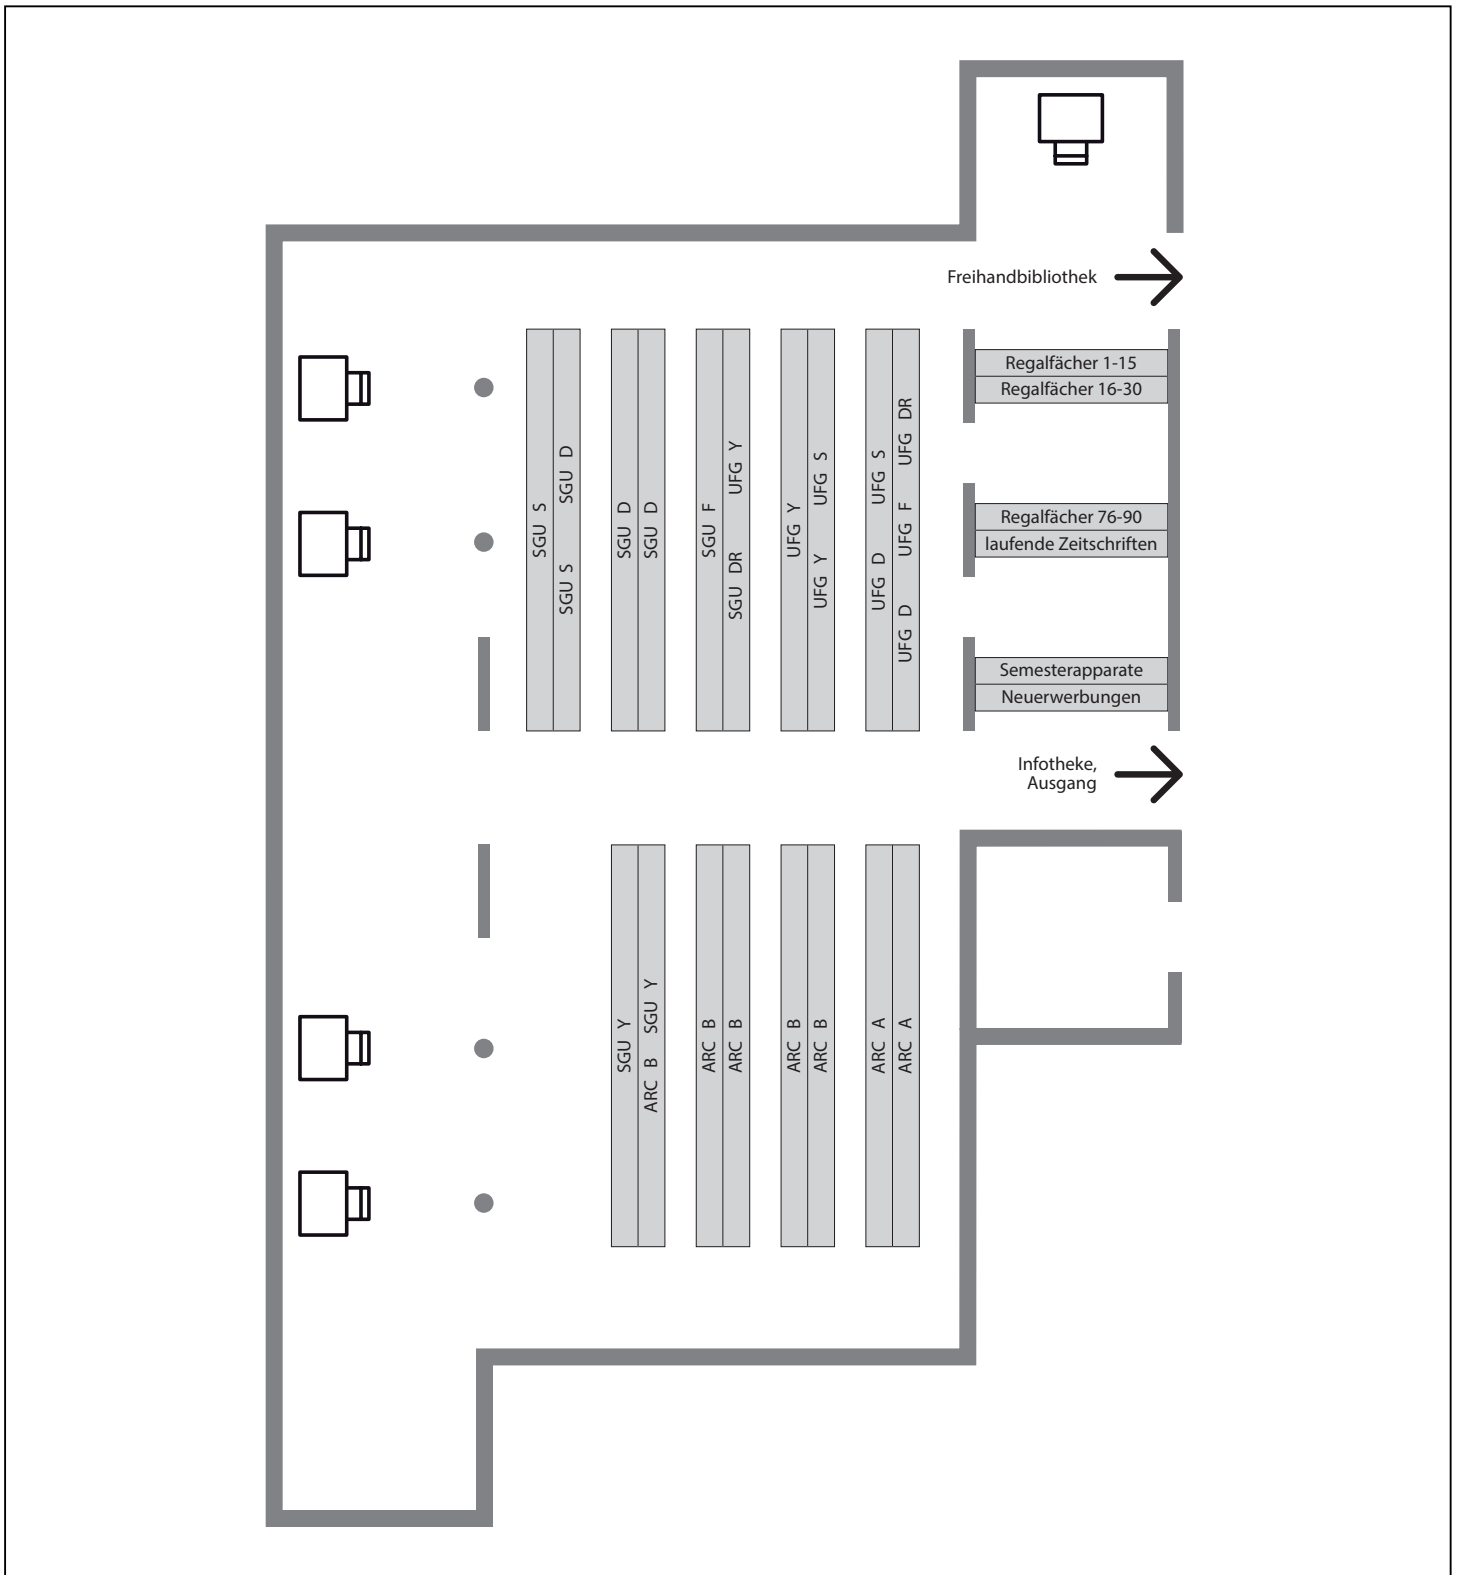 Freihandbibliothek
Regalfächer 1-15
Regalfächer 16-30
Regalfächer 76-90
laufende Zeitschriften
Semesterapparate
Neuerwerbungen
SGU S
SGU S SGU D
SGU D
SGU D
SGU F
SGU DR UFG Y
UFG Y
UFG Y UFG S
UFG D UFG S
UFG D UFG F UFG DR
Infotheke,
Ausgang
SGU Y
ARC B SGU Y
ARC B
ARC B
ARC B
ARC B
ARC A
ARC A